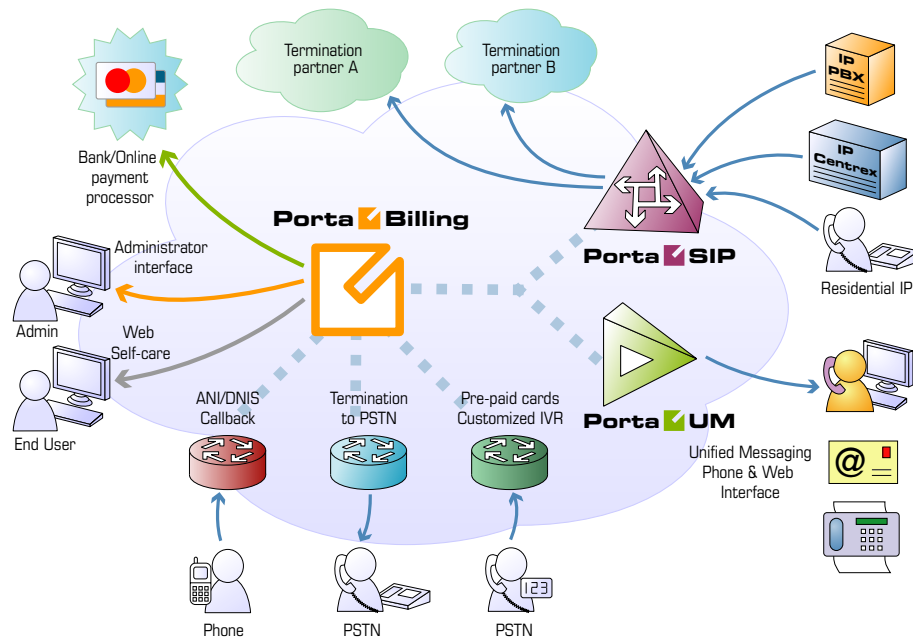 Termination
partner A
Termination
partner B
IP
PBX
IP
Centrex
Bank/Online
payment
processor
Porta Billing
Porta SIP
Residential IP
Administrator
interface
Admin
Web
Self-care
End User
ANI/DNIS
Callback
Termination
to PSTN
Pre-paid cards
Customized IVR
Porta UM
Unified Messaging
Phone & Web
Interface
@
123
Phone
PSTN
PSTN